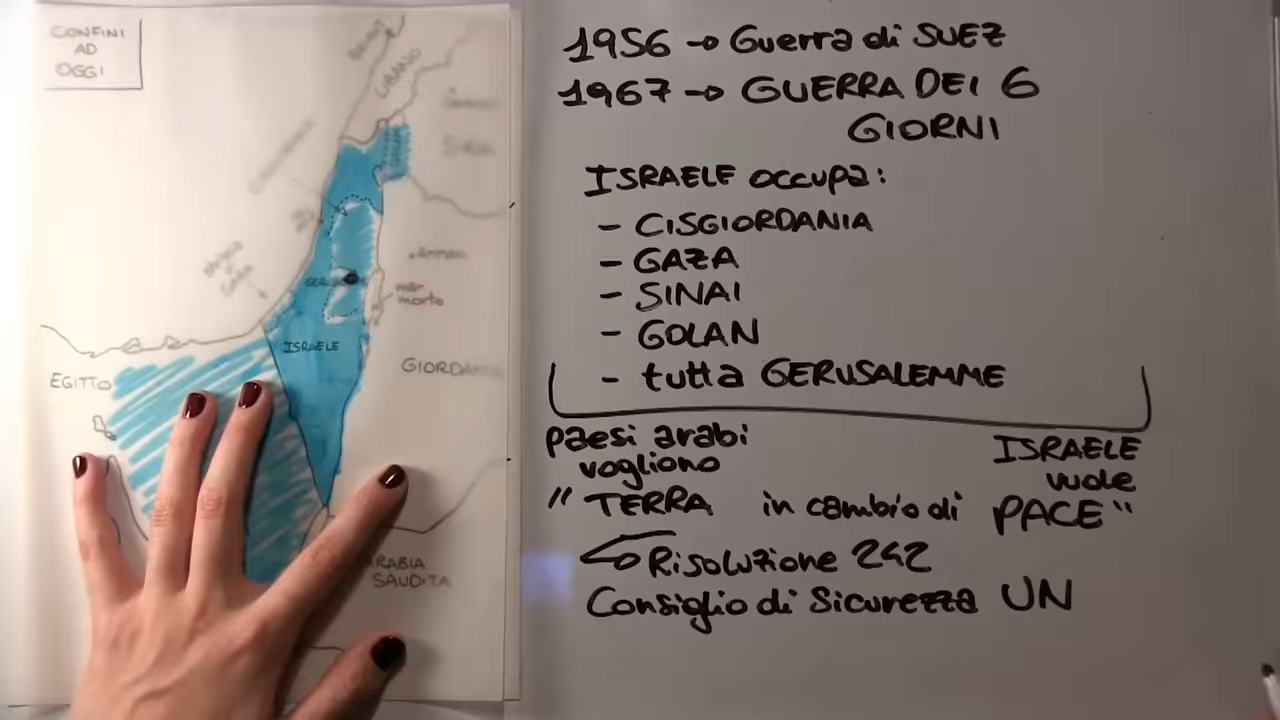 CONFINI
AD
OGGI
LIBANO
SIRIA
Amman
GERUSALEMME
mar
morto
ISRAELE
EGITTO
GIORDANIA
ARABIA
SAUDITA
1956 → Guerra di SUEZ
1967 → GUERRA DEI 6
GIORNI
ISRAELE occupa:
- CISGIORDANIA
- GAZA
- SINAI
- GOLAN
- tutta GERUSALEMME
paesi arabi
vogliono
ISRAELE
vuole
" TERRA in cambio di PACE "
Risoluzione 242
Consiglio di Sicurezza UN